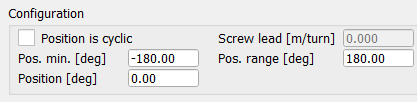 Configuration
Position is cyclic Screw lead [m/turn] 0.000
Pos. min. [deg] -180.00 Pos. range [deg] 180.00
Position [deg] 0.00